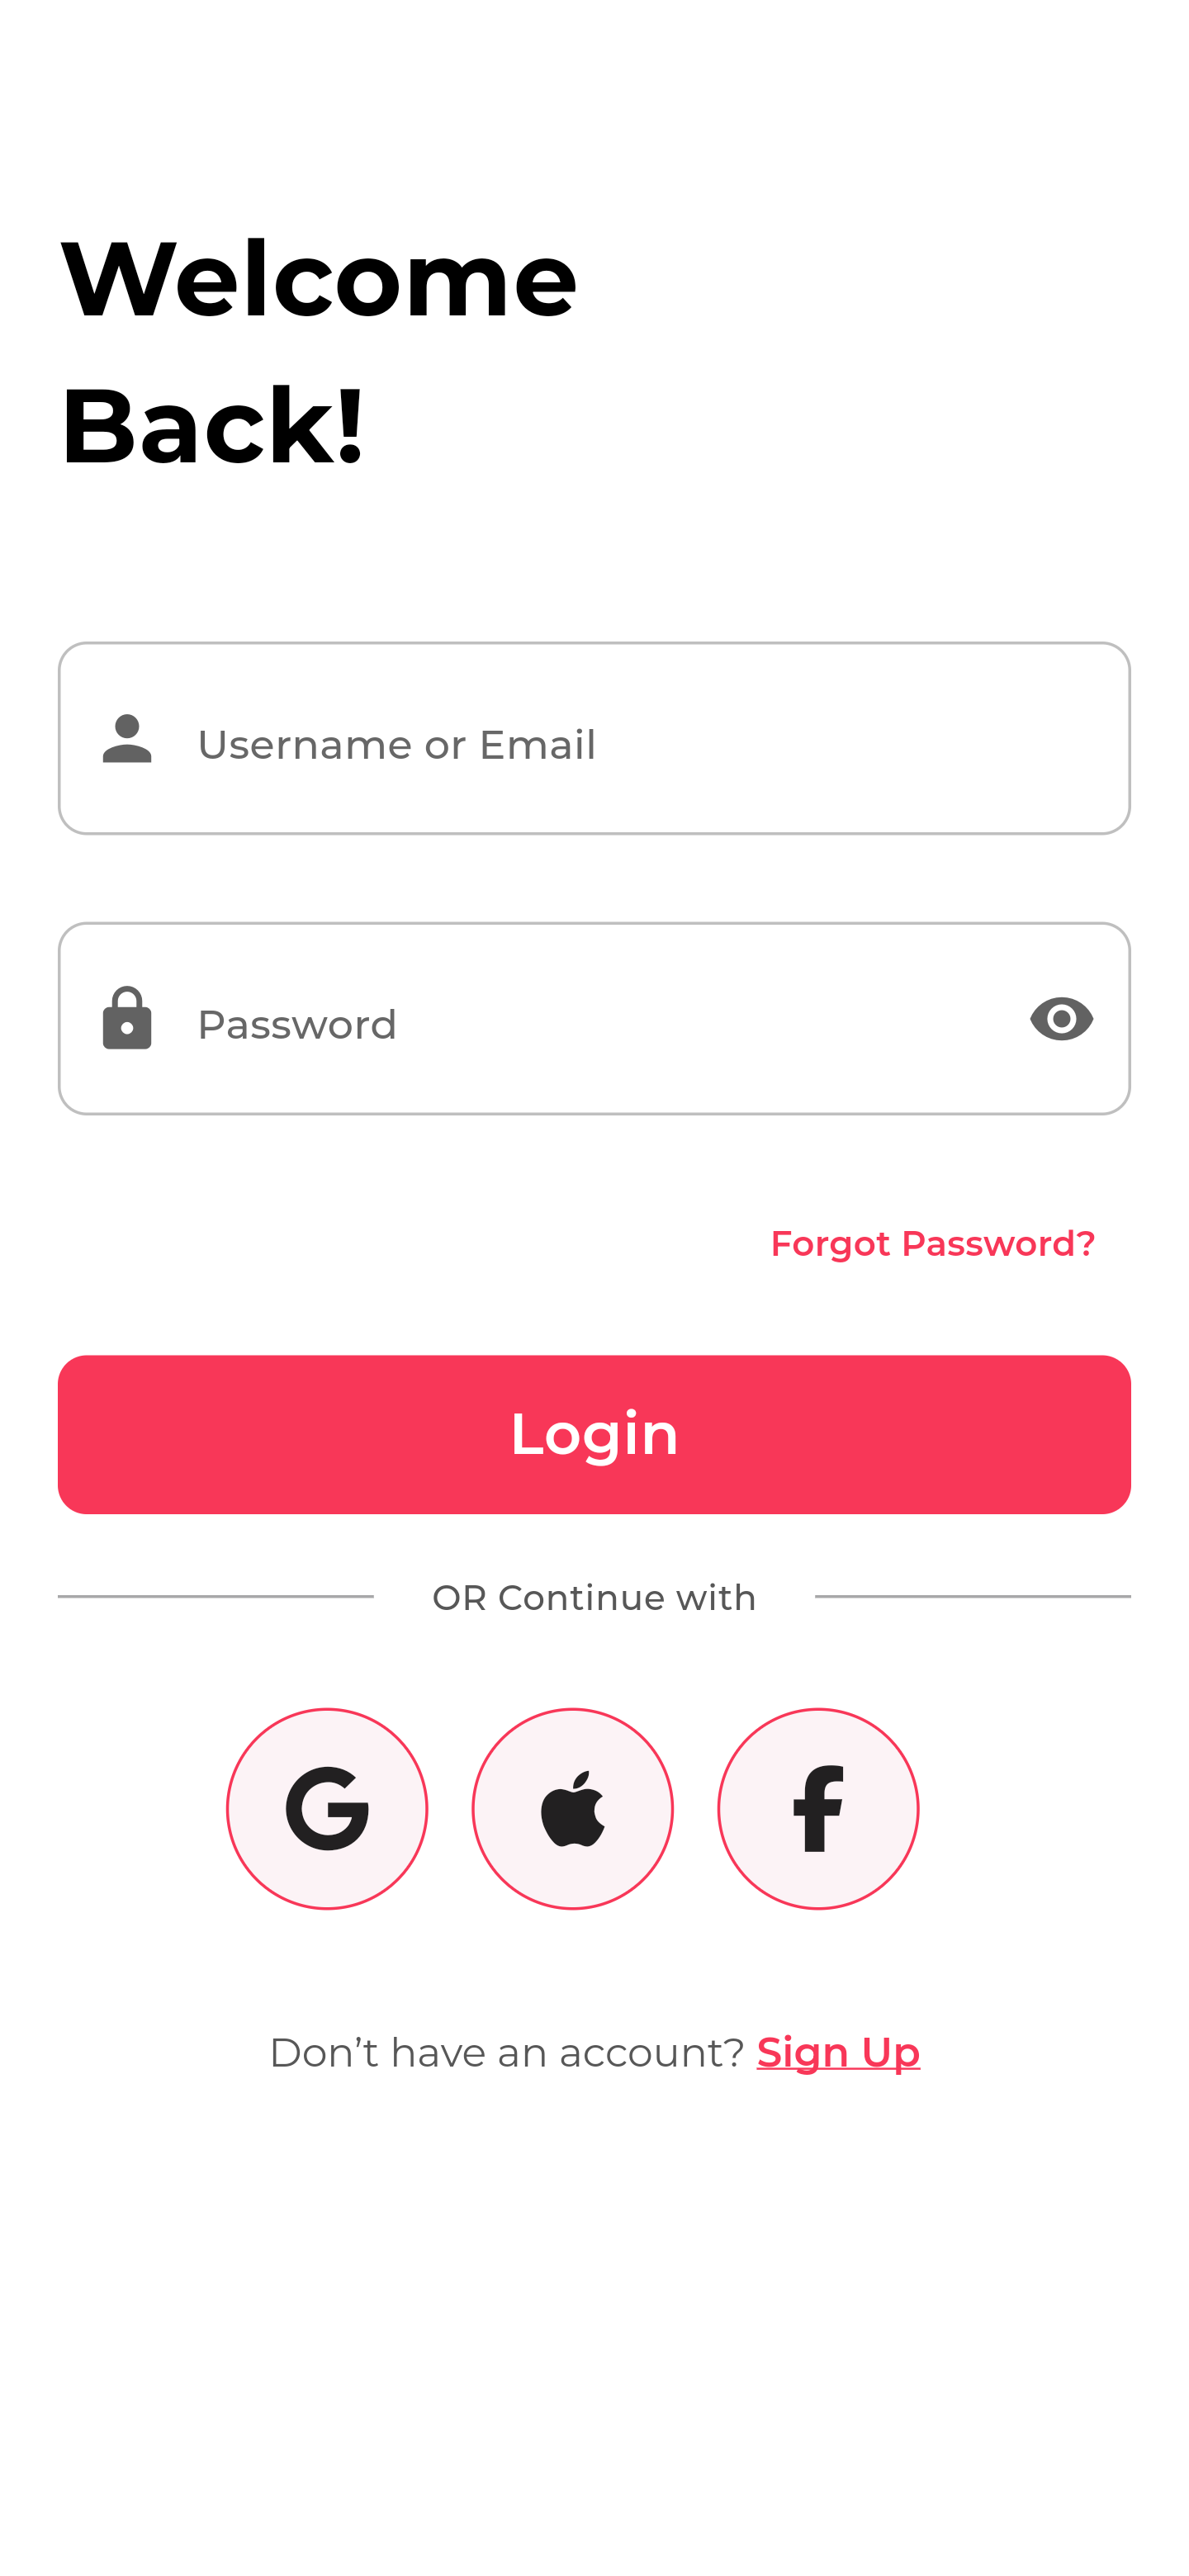 Welcome
Back!
Username or Email
Password
Forgot Password?
Login
OR Continue with
Don’t have an account? Sign Up